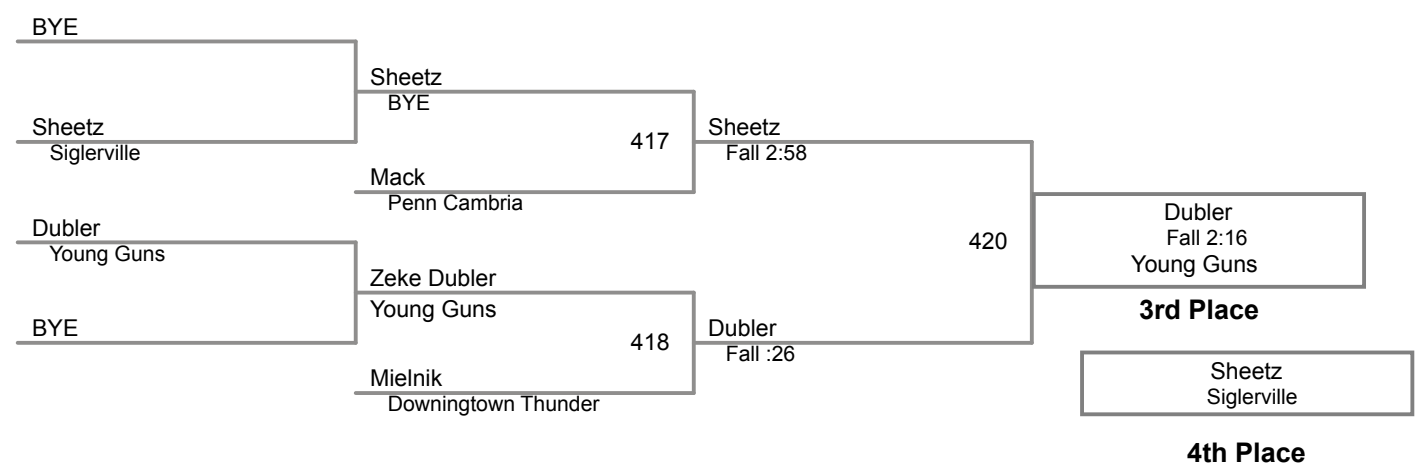 BYE
Sheetz
BYE
Sheetz
Siglerville
417
Sheetz
Fall 2:58
Mack
Penn Cambria
Dubler
Young Guns
420
Dubler
Fall 2:16
Young Guns
3rd Place
Zeke Dubler
Young Guns
BYE
418
Dubler
Fall :26
Mielnik
Downingtown Thunder
Sheetz
Siglerville
4th Place